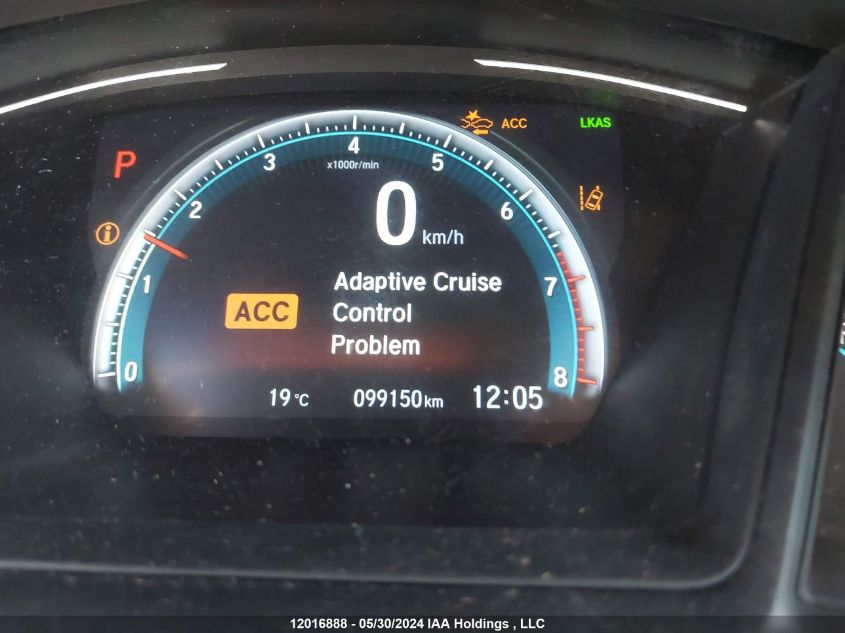 ACC
LKAS
P
4
3
5
x1000r/min
2
6
0 km/h
1
7
Adaptive Cruise
ACC
Control
Problem
0
8
19°C
099150km
12:05
12016888 - 05/30/2024 IAA Holdings , LLC